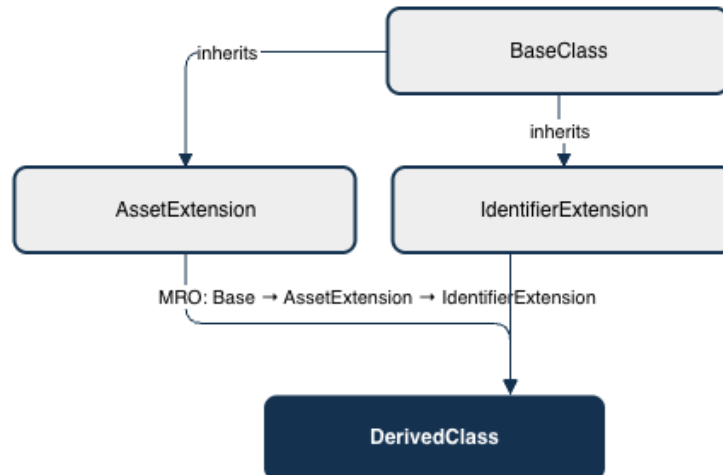 BaseClass
inherits
inherits
AssetExtension
IdentifierExtension
MRO: Base → AssetExtension → IdentifierExtension
DerivedClass